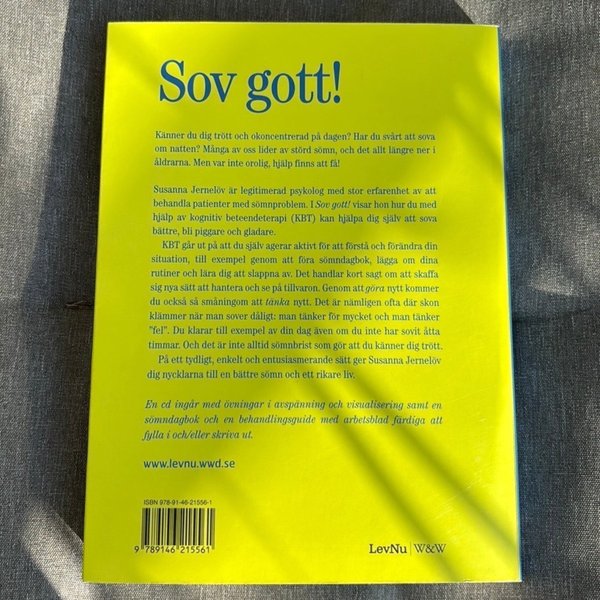 Sov gott!
Känner du dig trött och okoncentrerad på dagen? Har du svårt att sova
om natten? Många av oss lider av störd sömn, och det allt längre ner i
åldrarna. Men var inte orolig, hjälp finns att få!
Susanna Jernelöv är legitimerad psykolog med stor erfarenhet av att
behandla patienter med sömnproblem. I Sov gott! visar hon hur du med
hjälp av kognitiv beteendeterapi (KBT) kan hjälpa dig själv att sova
bättre, bli piggare och gladare.
KBT går ut på att du själv agerar aktivt för att förstå och förändra din
situation, till exempel genom att föra sömndagbok, lägga om dina
rutiner och lära dig att slappna av. Det handlar kort sagt om att skaffa
sig nya sätt att hantera och se på tillvaron. Genom att göra nytt kommer
du också så småningom att tänka nytt. Det är nämligen ofta där skon
klämmer när man sover dåligt: man tänker för mycket och man tänker
"fel". Du klarar till exempel av din dag även om du inte har sovit åtta
timmar. Och det är inte alltid sömnbrist som gör att du känner dig trött.
På ett tydligt, enkelt och entusiasmerande sätt ger Susanna Jernelöv
dig nycklarna till en bättre sömn och ett rikare liv.
En cd ingår med övningar i avspänning och visualisering samt en
sömndagbok och en behandlingsguide med arbetsblad färdiga att
fylla i och/eller skriva ut.
www.levnu.wwd.se
ISBN 978-91-46-21556-1
9 789146 215561
LevNu | W&W